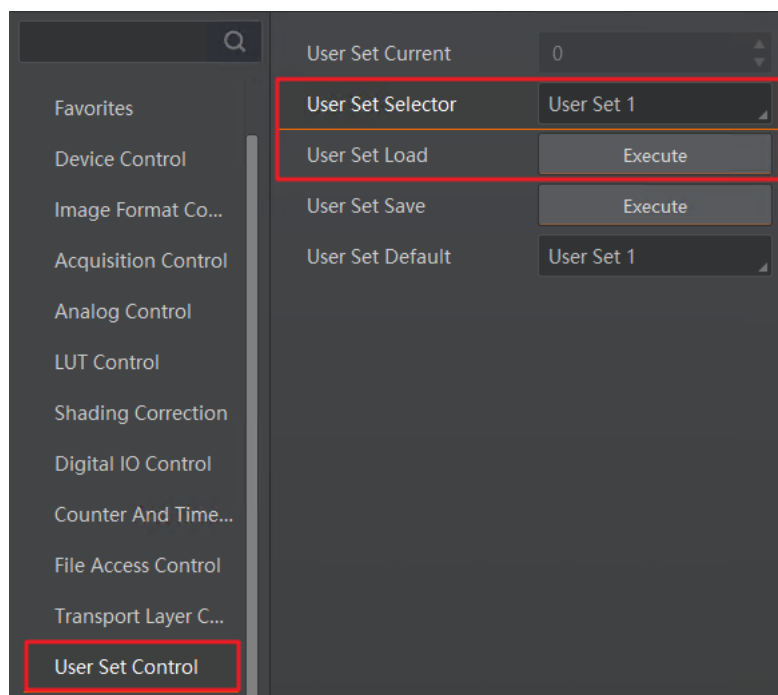 Favorites
Device Control
Image Format Co...
Acquisition Control
Analog Control
LUT Control
Shading Correction
Digital IO Control
Counter And Time...
File Access Control
Transport Layer C...
User Set Control
User Set Current 0
User Set Selector User Set 1
User Set Load Execute
User Set Save Execute
User Set Default User Set 1